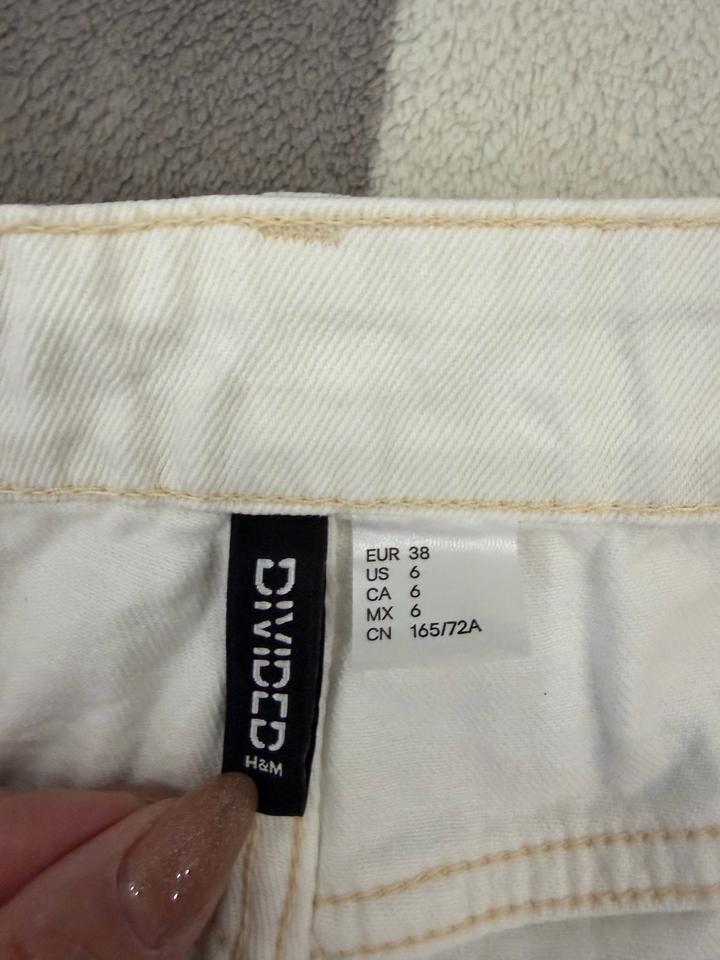 DIVIDED
H&M
EUR 38
US 6
CA 6
MX 6
CN 165/72A